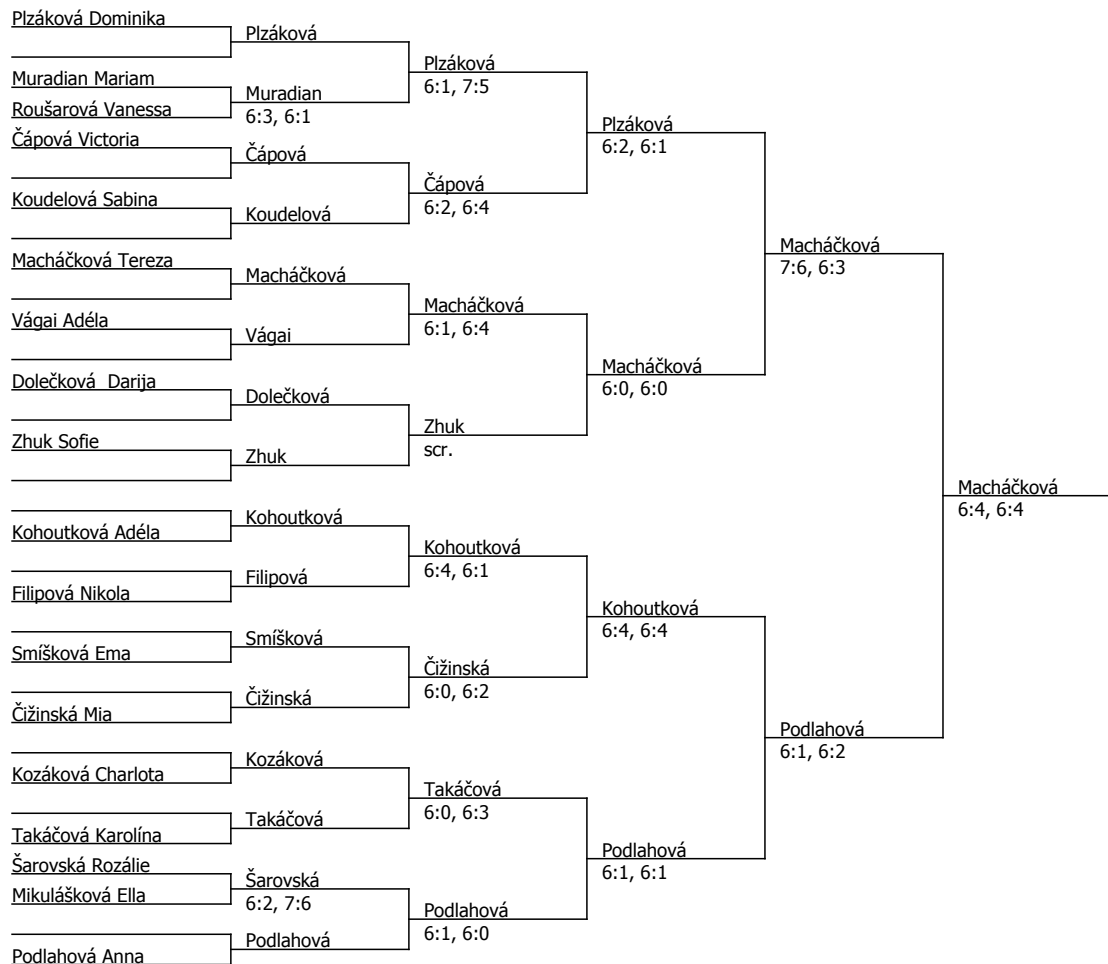 Plzáková Dominika
Muradian Mariam
Roušarová Vanessa
Čápová Victoria
Koudelová Sabina
Macháčková Tereza
Vágai Adéla
Dolečková  Darija
Zhuk Sofie
Kohoutková Adéla
Filipová Nikola
Smíšková Ema
Čižinská Mia
Kozáková Charlota
Takáčová Karolína
Šarovská Rozálie
Mikulášková Ella
Podlahová Anna
Plzáková
Muradian
6:3, 6:1
Čápová
Koudelová
Macháčková
Vágai
Dolečková
Zhuk
Kohoutková
Filipová
Smíšková
Čižinská
Kozáková
Takáčová
Šarovská
6:2, 7:6
Podlahová
Plzáková
6:1, 7:5
Čápová
6:2, 6:4
Macháčková
6:1, 6:4
Zhuk
scr.
Kohoutková
6:4, 6:1
Čižinská
6:0, 6:2
Takáčová
6:0, 6:3
Podlahová
6:1, 6:0
Plzáková
6:2, 6:1
Macháčková
6:0, 6:0
Kohoutková
6:4, 6:4
Podlahová
6:1, 6:1
Macháčková
7:6, 6:3
Podlahová
6:1, 6:2
Macháčková
6:4, 6:4